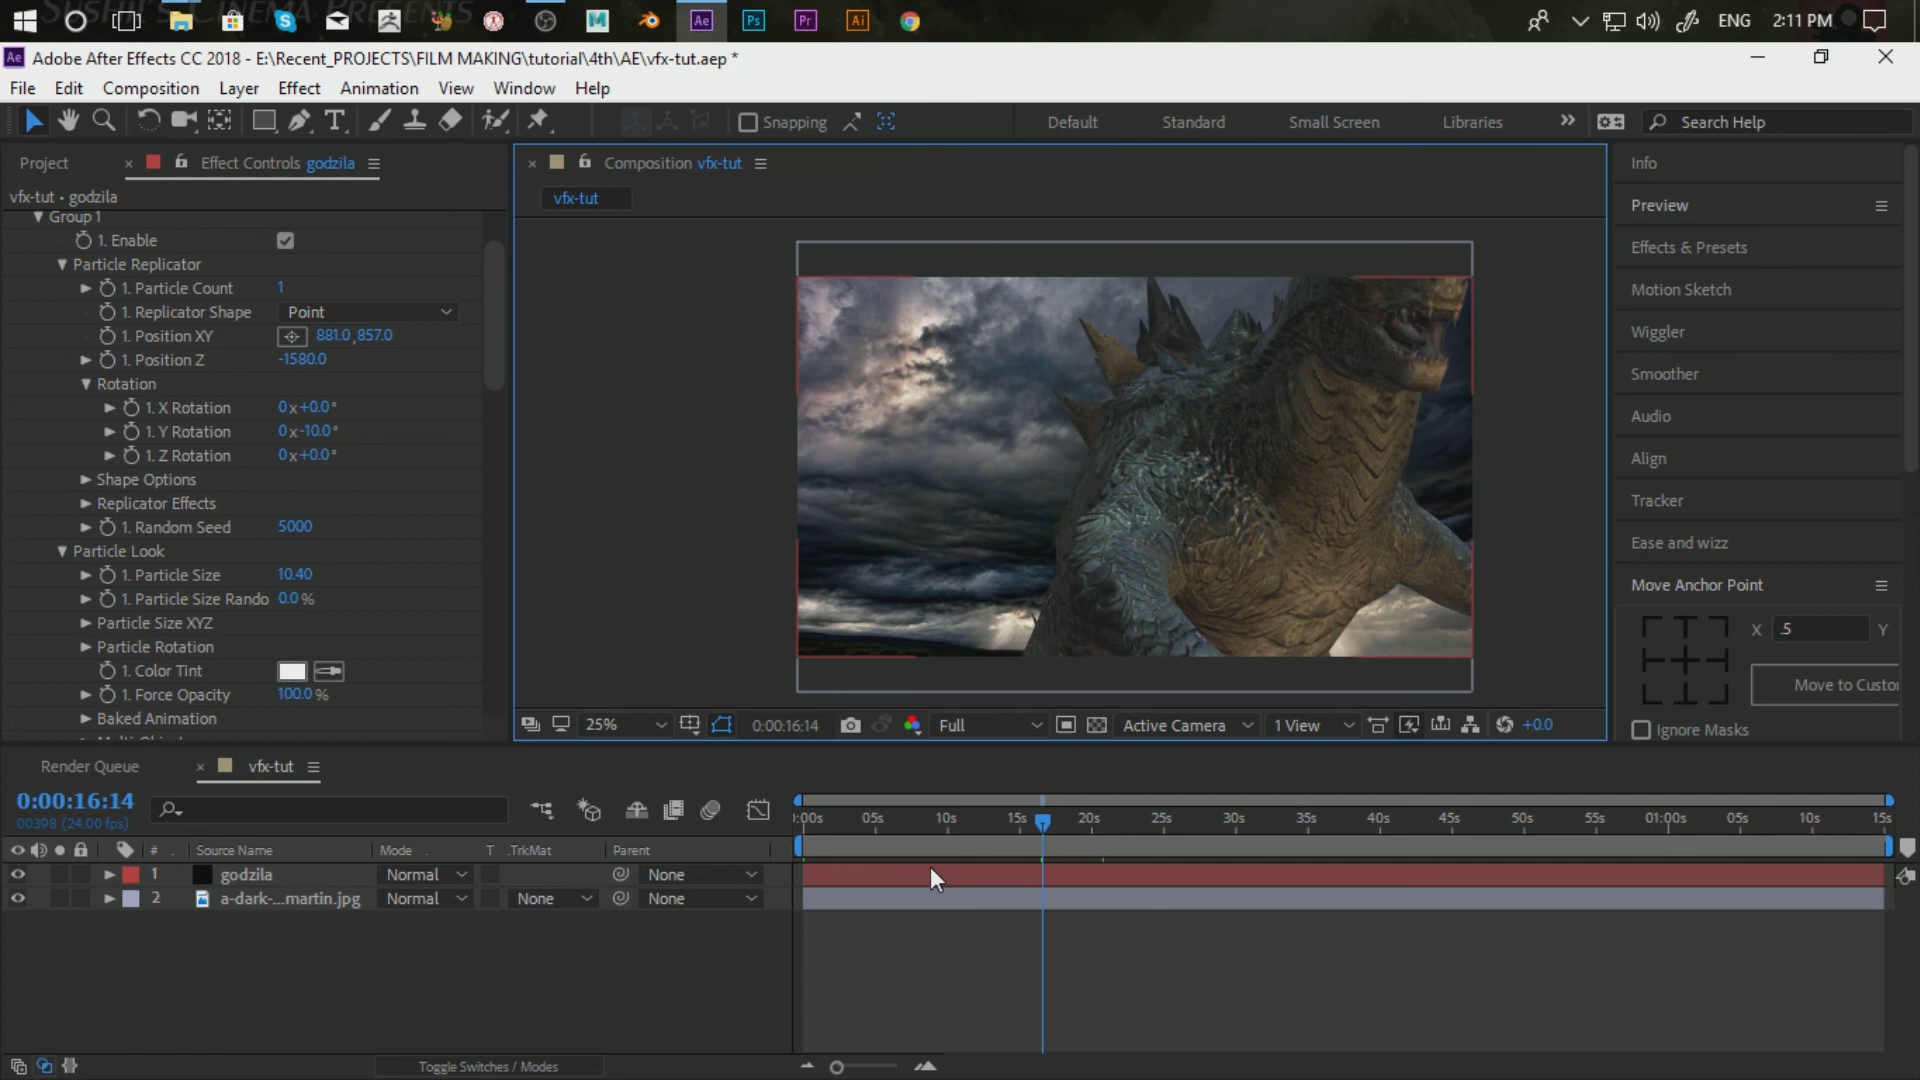 SUSHI'S CINEMA PRESENTS
Ae
Ps
Pr
Ai
ENG
2:11 PM
Ae Adobe After Effects CC 2018 - E:\Recent_PROJECTS\FILM MAKING\tutorial\4th\AE\vfx-tut.aep *
File Edit Composition Layer Effect Animation View Window Help
Snapping
Default Standard Small Screen Libraries
Search Help
Project Effect Controls godzila
Composition vfx-tut
vfx-tut • godzila
vfx-tut
Group 1
1. Enable
Particle Replicator
1. Particle Count 1
1. Replicator Shape Point
1. Position XY 881.0,857.0
1. Position Z -1580.0
Rotation
1. X Rotation 0x+0.0°
1. Y Rotation 0x-10.0°
1. Z Rotation 0x+0.0°
Shape Options
Replicator Effects
1. Random Seed 5000
Particle Look
1. Particle Size 10.40
1. Particle Size Rando 0.0%
Particle Size XYZ
Particle Rotation
1. Color Tint
1. Force Opacity 100.0%
Baked Animation
25% 0:00:16:14 Full Active Camera 1 View +0.0
Info
Preview
Effects & Presets
Motion Sketch
Wiggler
Smoother
Audio
Align
Tracker
Ease and wizz
Move Anchor Point
X .5 Y
Move to Custo
Ignore Masks
Render Queue vfx-tut
0:00:16:14
00398 (24.00 fps)
:00s 05s 10s 15s 20s 25s 30s 35s 40s 45s 50s 55s 01:00s 05s 10s 15s
# Source Name Mode T .TrkMat Parent
1 godzila Normal None
2 a-dark-...martin.jpg Normal None None
Toggle Switches / Modes